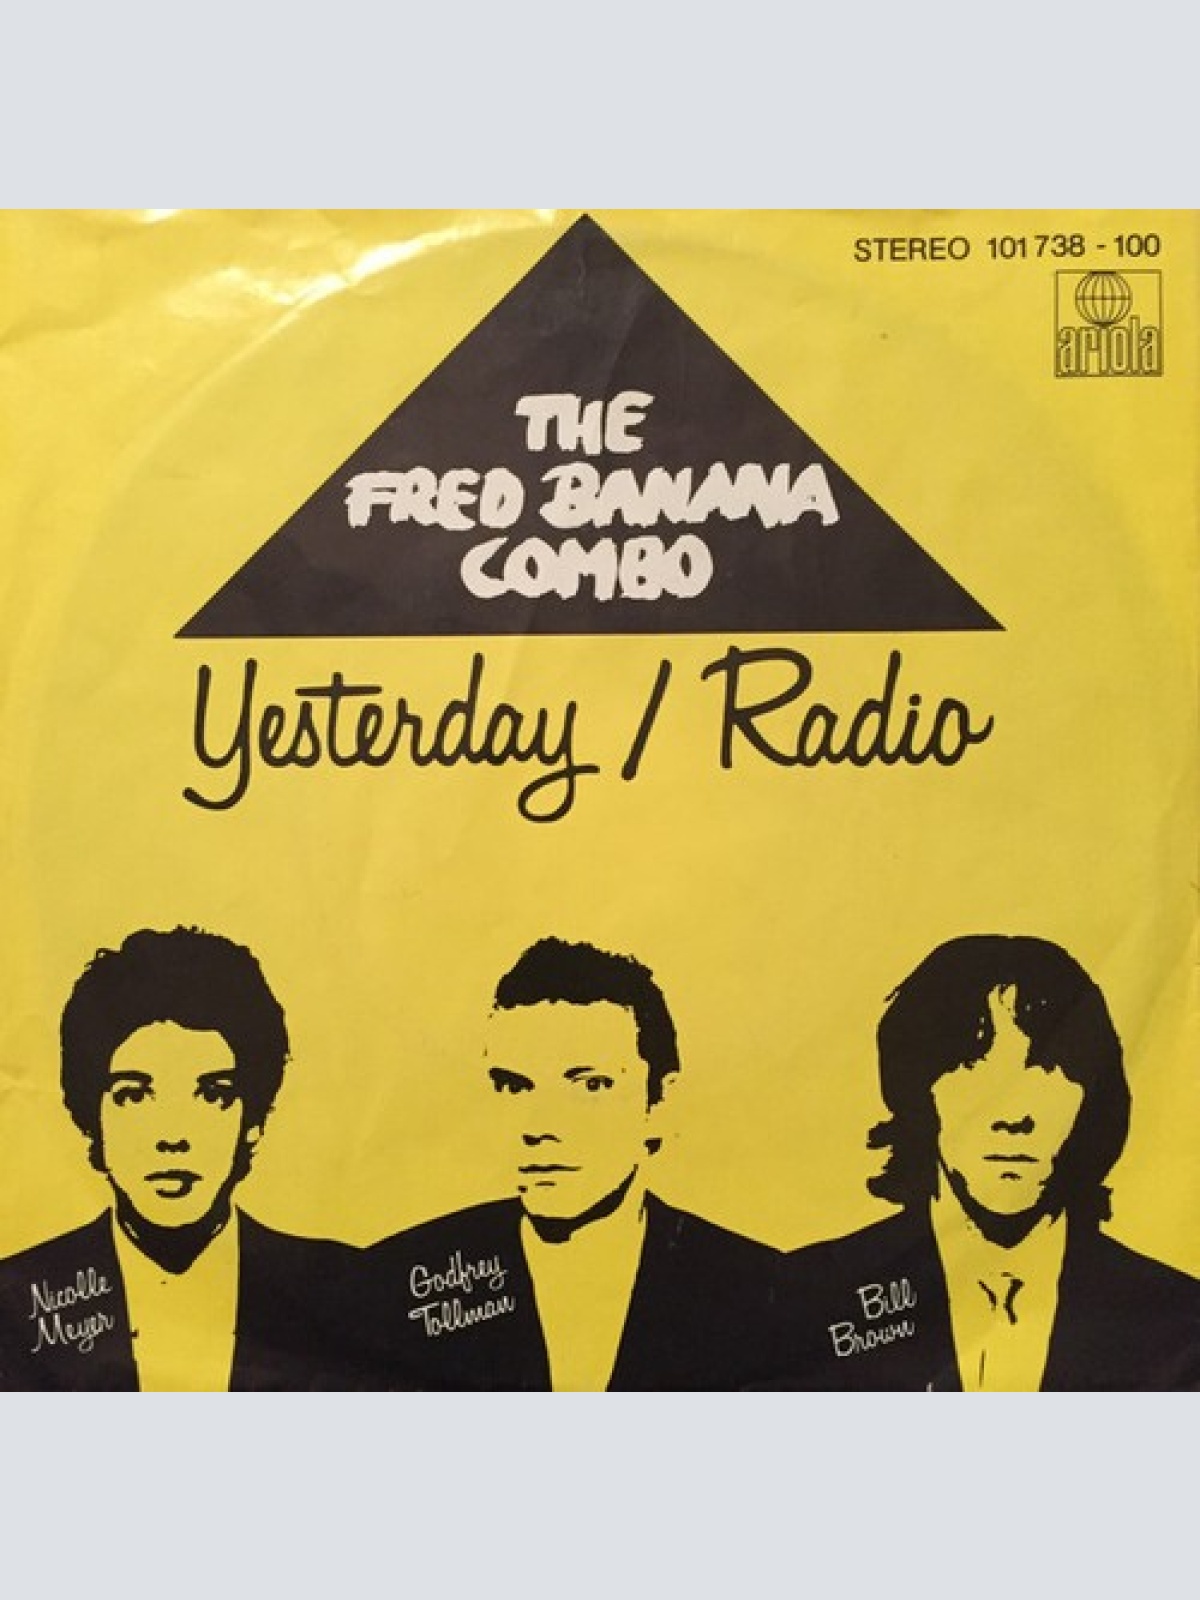 STEREO 101 738 - 100
ariola
THE
FRED BANANA
COMBO
Yesterday / Radio
Nicolle
Meyer
Godfrey
Tollman
Bill
Brown